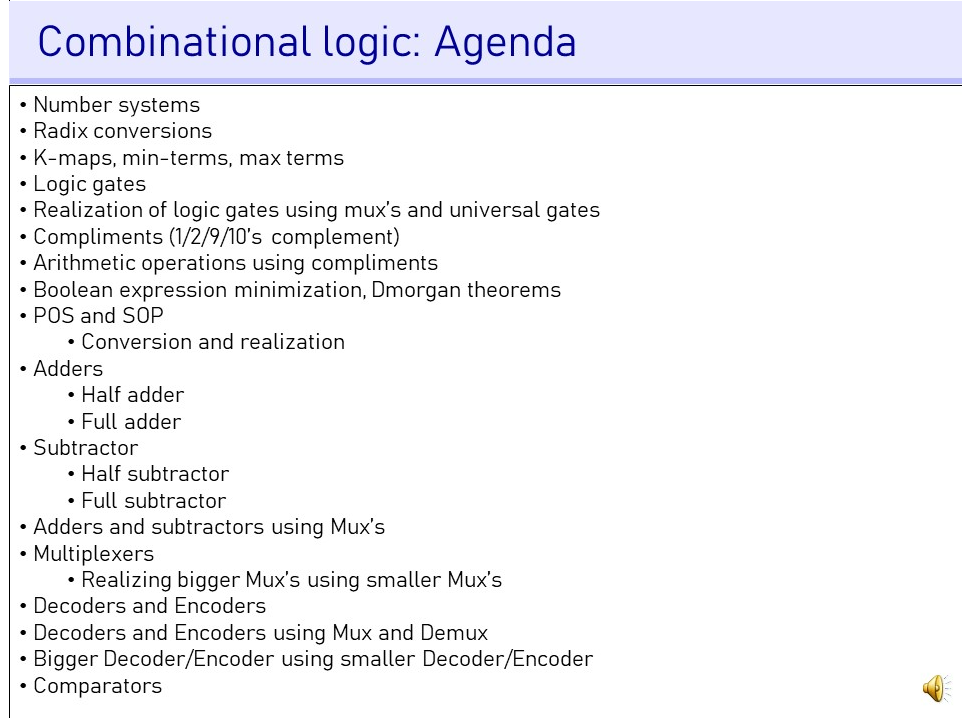 Combinational logic: Agenda
• Number systems
• Radix conversions
• K-maps, min-terms, max terms
• Logic gates
• Realization of logic gates using mux's and universal gates
• Compliments (1/2/9/10's complement)
• Arithmetic operations using compliments
• Boolean expression minimization, Dmorgan theorems
• POS and SOP
• Conversion and realization
• Adders
• Half adder
• Full adder
• Subtractor
• Half subtractor
• Full subtractor
• Adders and subtractors using Mux's
• Multiplexers
• Realizing bigger Mux's using smaller Mux's
• Decoders and Encoders
• Decoders and Encoders using Mux and Demux
• Bigger Decoder/Encoder using smaller Decoder/Encoder
• Comparators